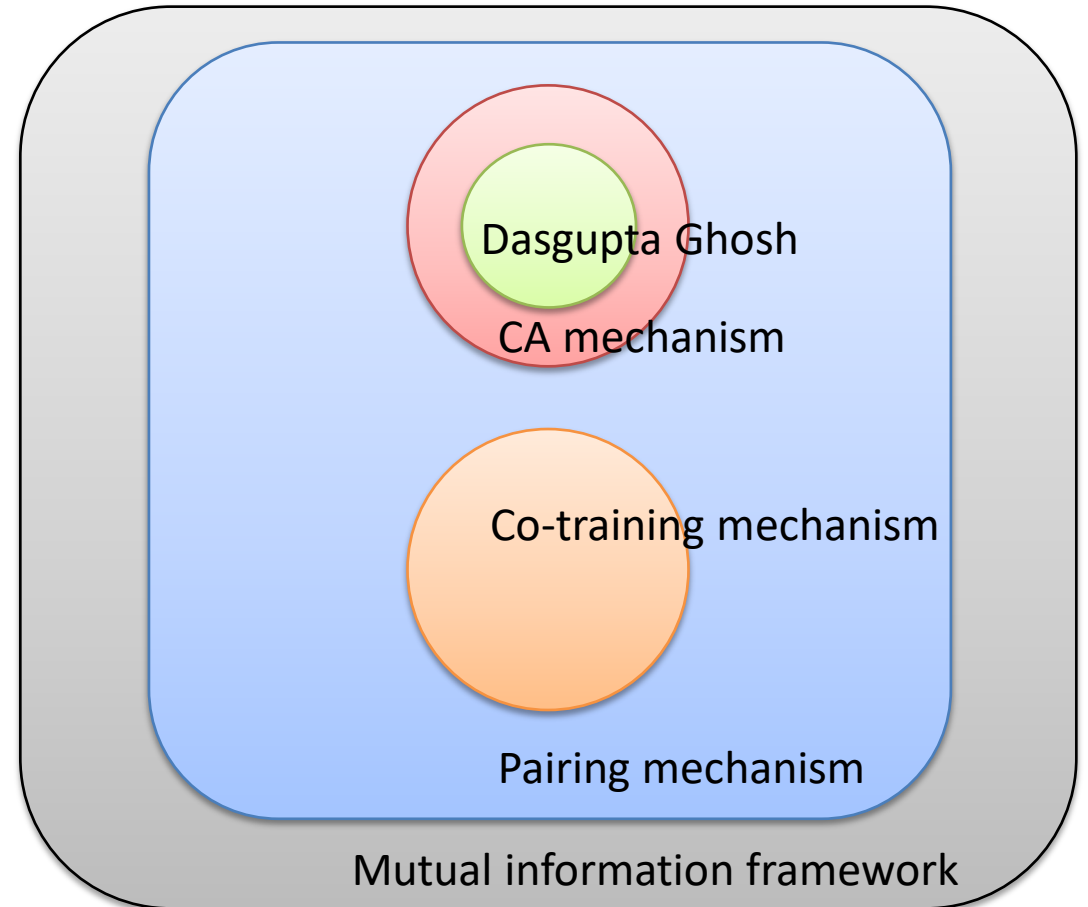 Dasgupta Ghosh
CA mechanism
Co-training mechanism
Pairing mechanism
Mutual information framework